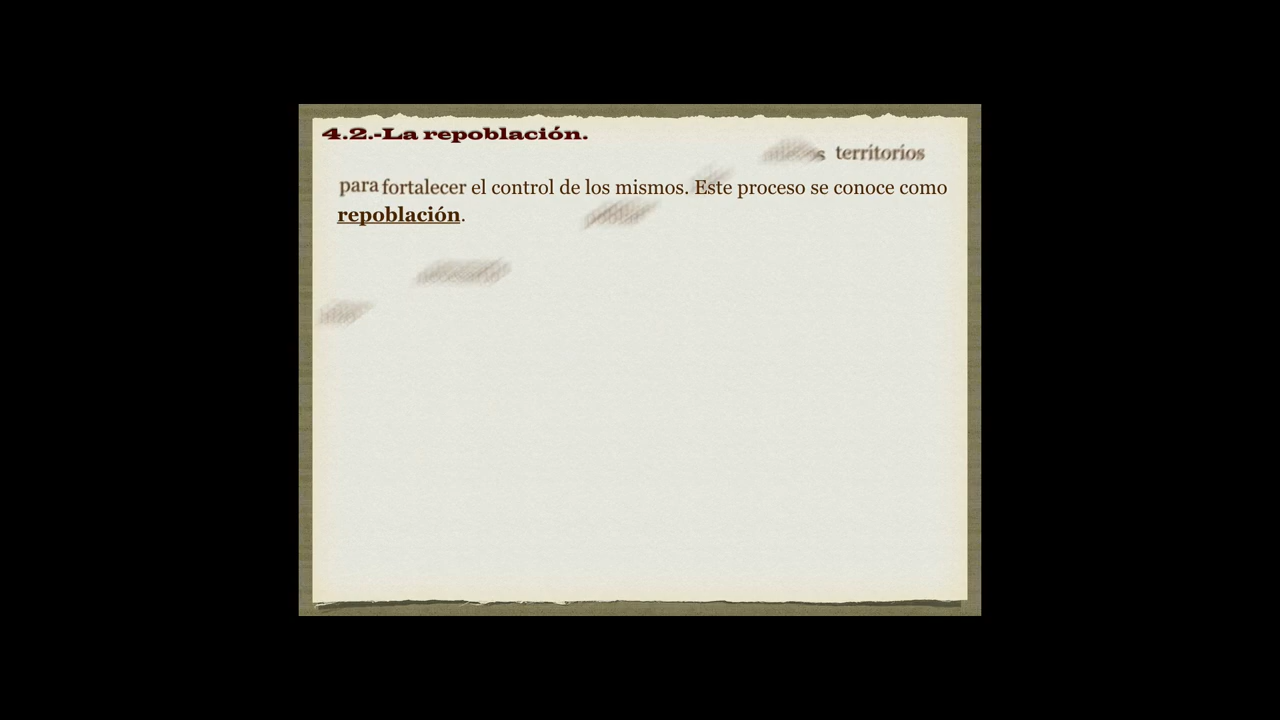 4.2.-La repoblación.
territorios
para fortalecer el control de los mismos. Este proceso se conoce como
repoblación.